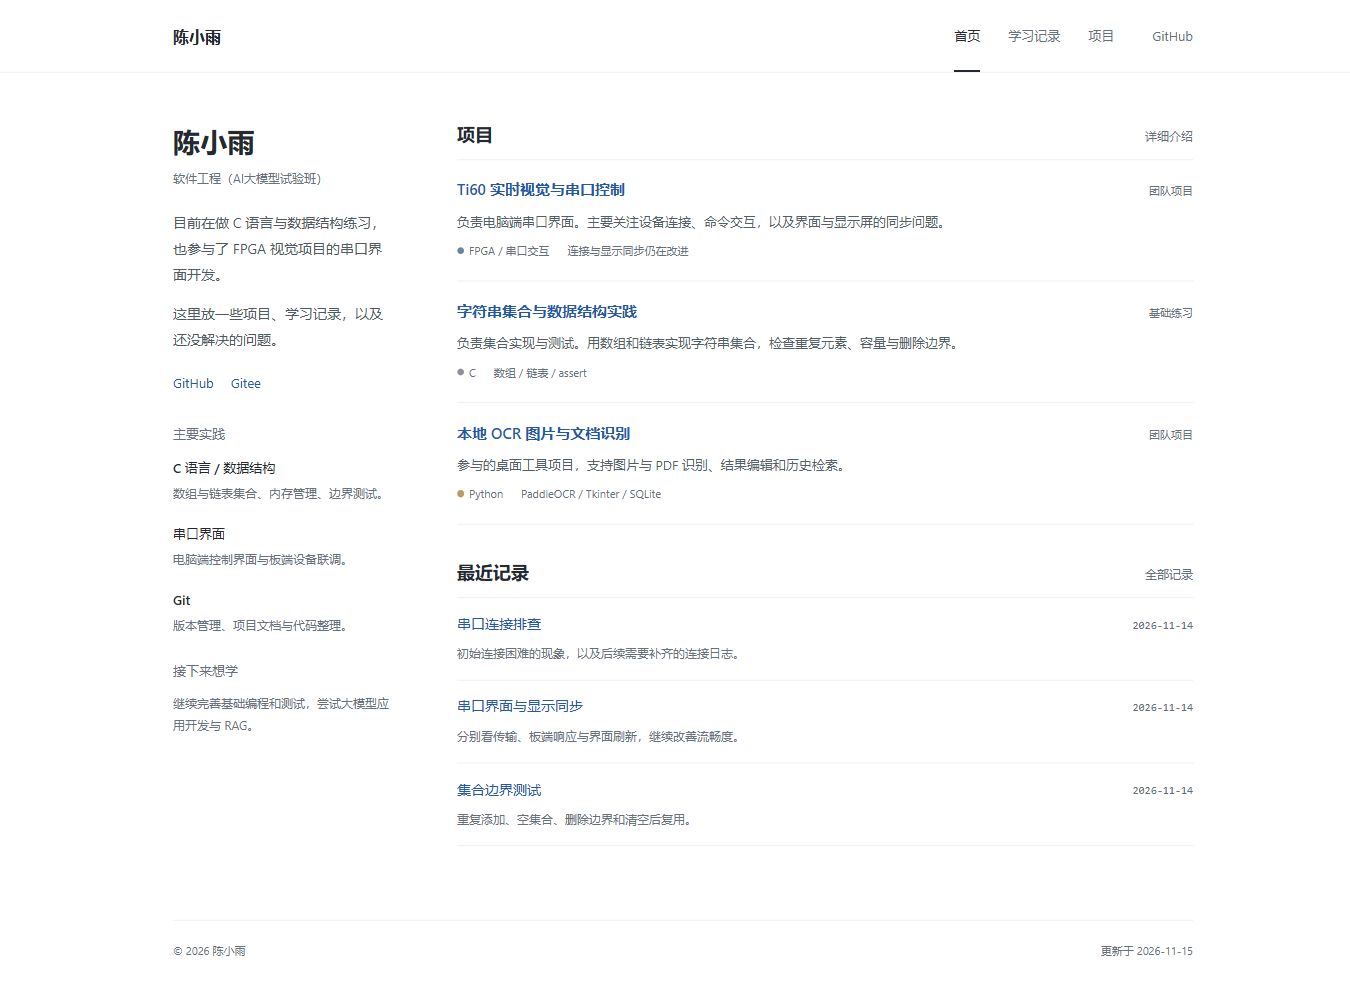 陈小雨
首页 学习记录 项目 GitHub
陈小雨
软件工程（AI大模型试验班）
目前在做 C 语言与数据结构练习，
也参与了 FPGA 视觉项目的串口界
面开发。
这里放一些项目、学习记录，以及
还没解决的问题。
GitHub Gitee
主要实践
C 语言 / 数据结构
数组与链表集合、内存管理、边界测试。
串口界面
电脑端控制界面与板端设备联调。
Git
版本管理、项目文档与代码整理。
接下来想学
继续完善基础编程和测试，尝试大模型应
用开发与 RAG。
项目 详细介绍
Ti60 实时视觉与串口控制 团队项目
负责电脑端串口界面。主要关注设备连接、命令交互，以及界面与显示屏的同步问题。
FPGA / 串口交互 连接与显示同步仍在改进
字符串集合与数据结构实践 基础练习
负责集合实现与测试。用数组和链表实现字符串集合，检查重复元素、容量与删除边界。
C 数组 / 链表 / assert
本地 OCR 图片与文档识别 团队项目
参与的桌面工具项目，支持图片与 PDF 识别、结果编辑和历史检索。
Python PaddleOCR / Tkinter / SQLite
最近记录 全部记录
串口连接排查 2026-11-14
初始连接困难的现象，以及后续需要补齐的连接日志。
串口界面与显示同步 2026-11-14
分别看传输、板端响应与界面刷新，继续改善流畅度。
集合边界测试 2026-11-14
重复添加、空集合、删除边界和清空后复用。
© 2026 陈小雨 更新于 2026-11-15